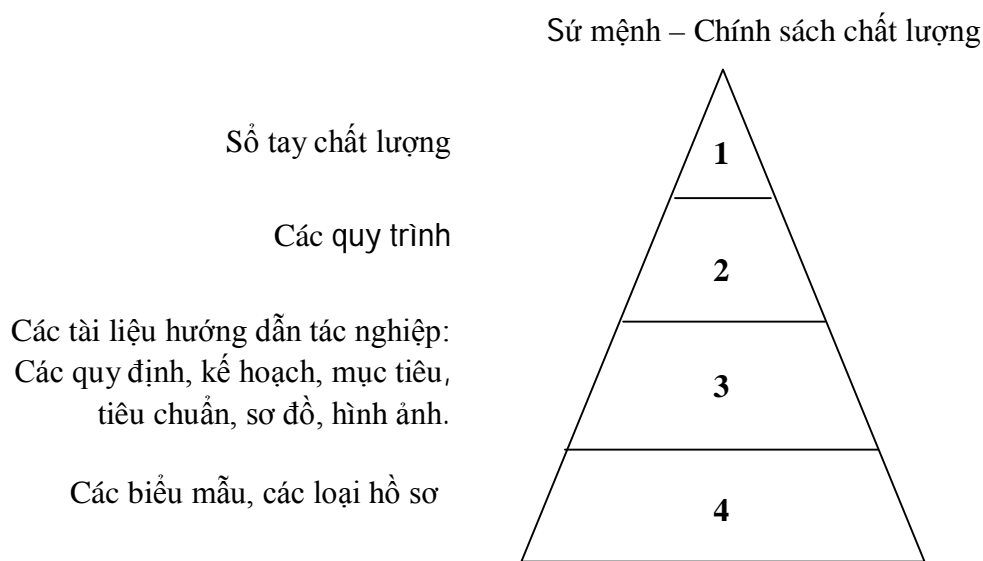 Sứ mệnh – Chính sách chất lượng
Sổ tay chất lượng
1
Các quy trình
2
Các tài liệu hướng dẫn tác nghiệp:
Các quy định, kế hoạch, mục tiêu,
tiêu chuẩn, sơ đồ, hình ảnh.
3
Các biểu mẫu, các loại hồ sơ
4